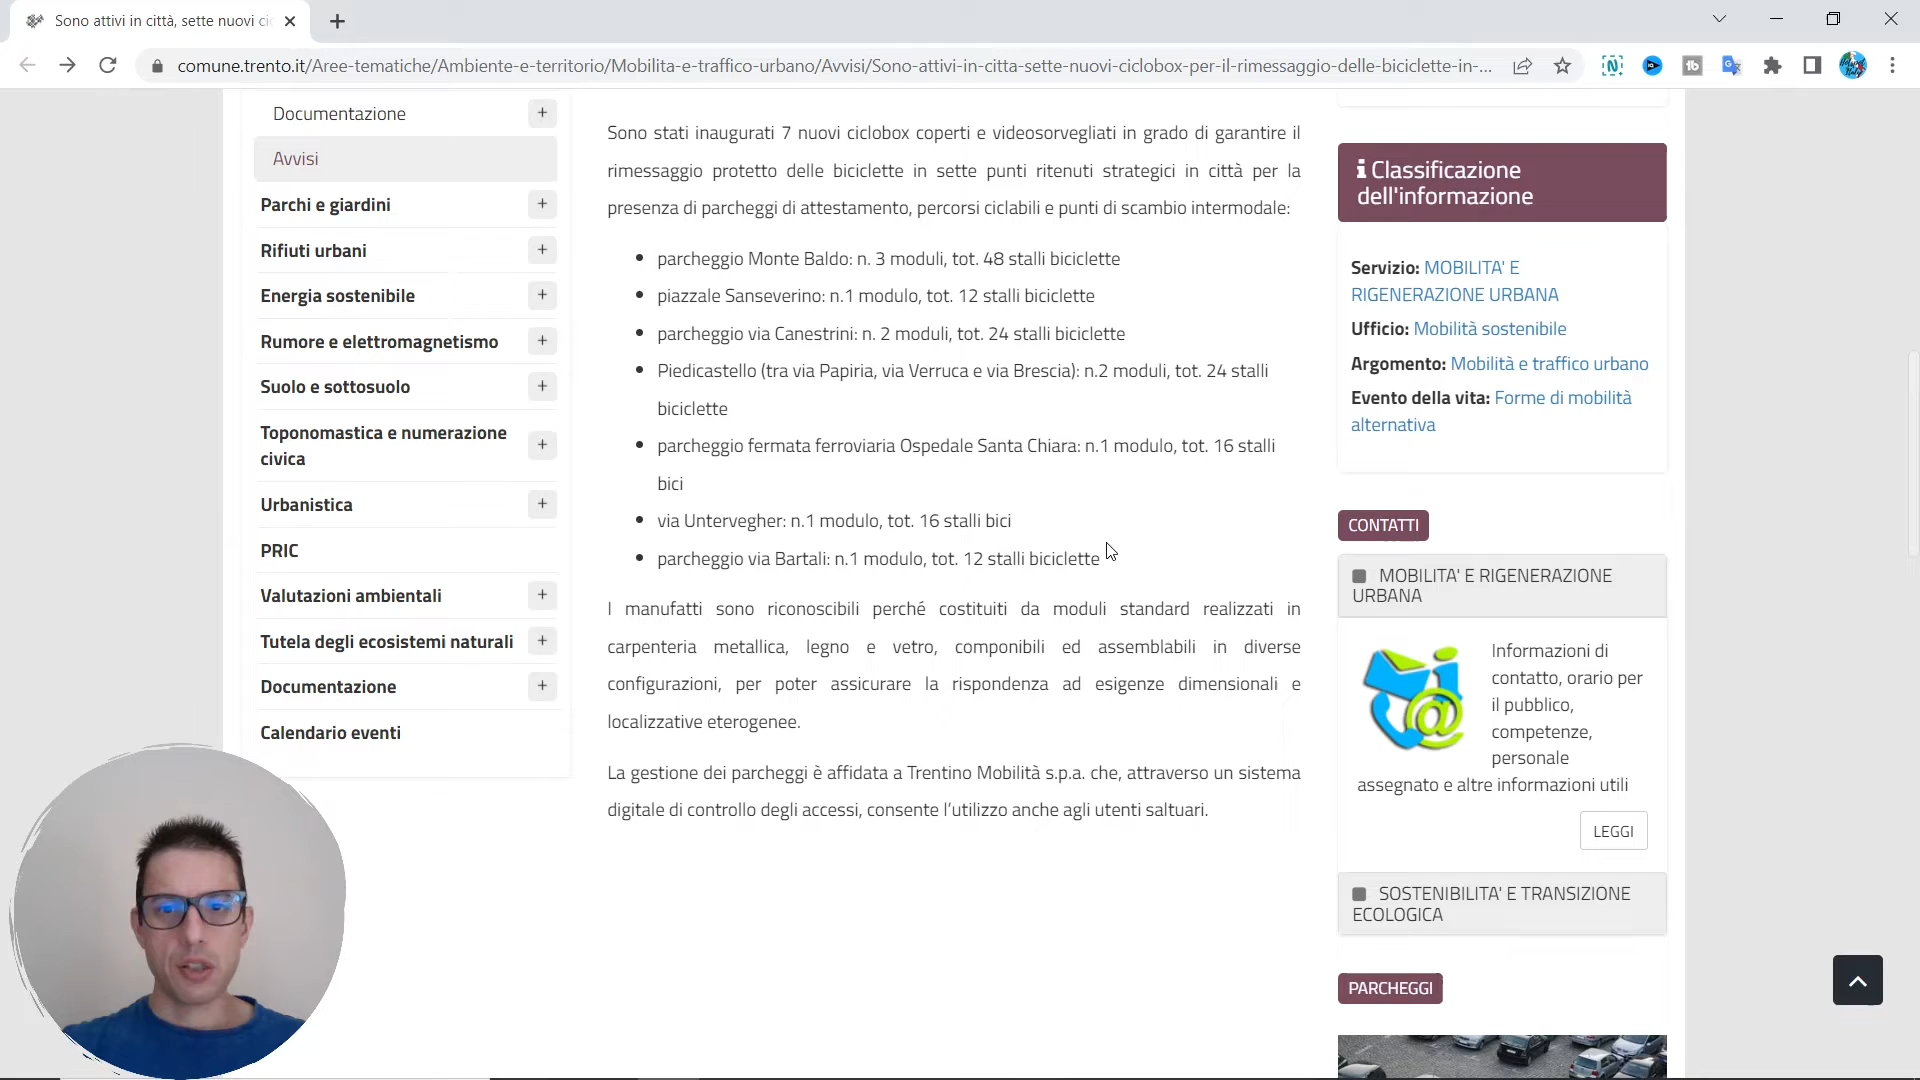 Sono attivi in città, sette nuovi ci
comune.trento.it/Aree-tematiche/Ambiente-e-territorio/Mobilita-e-traffico-urbano/Avvisi/Sono-attivi-in-citta-sette-nuovi-ciclobox-per-il-rimessaggio-delle-biciclette-in-...
Documentazione
Avvisi
Parchi e giardini
Rifiuti urbani
Energia sostenibile
Rumore e elettromagnetismo
Suolo e sottosuolo
Toponomastica e numerazione
civica
Urbanistica
PRIC
Valutazioni ambientali
Tutela degli ecosistemi naturali
Documentazione
Calendario eventi
Sono stati inaugurati 7 nuovi ciclobox coperti e videosorvegliati in grado di garantire il
rimessaggio protetto delle biciclette in sette punti ritenuti strategici in città per la
presenza di parcheggi di attestamento, percorsi ciclabili e punti di scambio intermodale:
parcheggio Monte Baldo: n. 3 moduli, tot. 48 stalli biciclette
piazzale Sanseverino: n.1 modulo, tot. 12 stalli biciclette
parcheggio via Canestrini: n. 2 moduli, tot. 24 stalli biciclette
Piedicastello (tra via Papiria, via Verruca e via Brescia): n.2 moduli, tot. 24 stalli
biciclette
parcheggio fermata ferroviaria Ospedale Santa Chiara: n.1 modulo, tot. 16 stalli
bici
via Untervegher: n.1 modulo, tot. 16 stalli bici
parcheggio via Bartali: n.1 modulo, tot. 12 stalli biciclette
I manufatti sono riconoscibili perché costituiti da moduli standard realizzati in
carpenteria metallica, legno e vetro, componibili ed assemblabili in diverse
configurazioni, per poter assicurare la rispondenza ad esigenze dimensionali e
localizzative eterogenee.
La gestione dei parcheggi è affidata a Trentino Mobilità s.p.a. che, attraverso un sistema
digitale di controllo degli accessi, consente l'utilizzo anche agli utenti saltuari.
Classificazione
dell'informazione
Servizio: MOBILITA' E
RIGENERAZIONE URBANA
Ufficio: Mobilità sostenibile
Argomento: Mobilità e traffico urbano
Evento della vita: Forme di mobilità
alternativa
CONTATTI
MOBILITA' E RIGENERAZIONE
URBANA
Informazioni di
contatto, orario per
il pubblico,
competenze,
personale
assegnato e altre informazioni utili
LEGGI
SOSTENIBILITA' E TRANSIZIONE
ECOLOGICA
PARCHEGGI